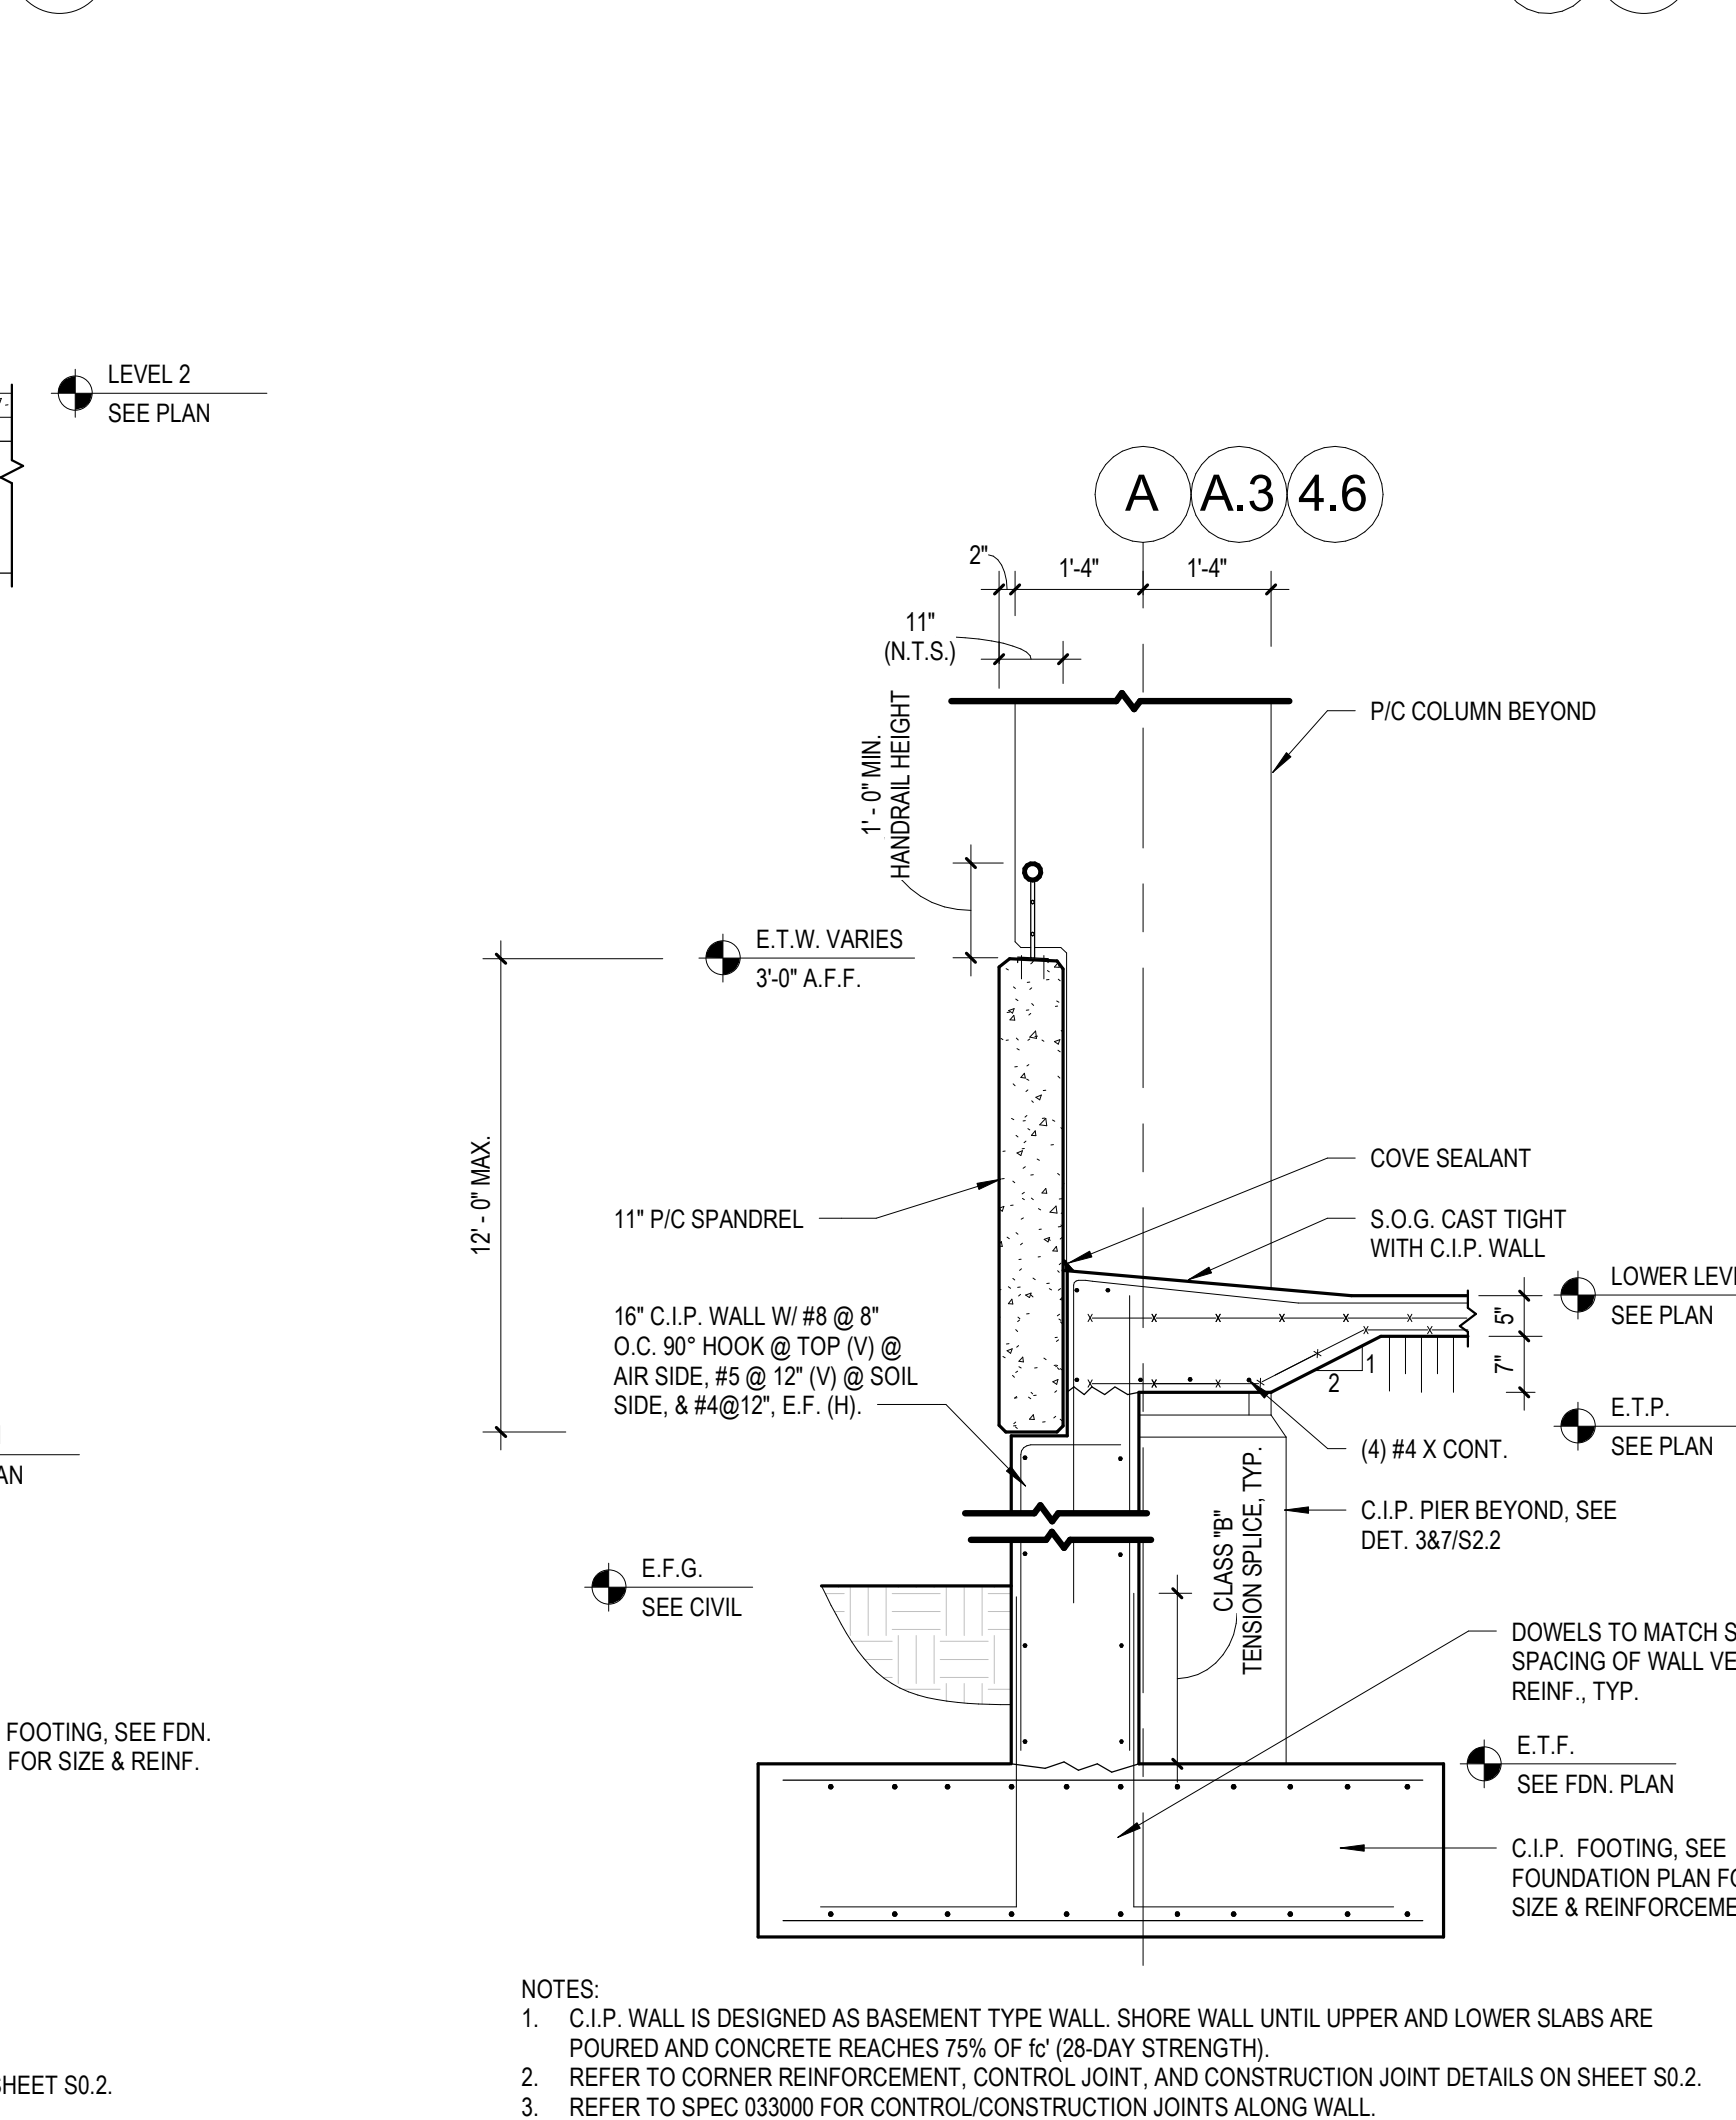 LEVEL 2
SEE PLAN
A A.3 4.6
2"
1'-4" 1'-4"
11"
(N.T.S.)
1' - 0" MIN.
HANDRAIL HEIGHT
P/C COLUMN BEYOND
E.T.W. VARIES
3'-0" A.F.F.
12' - 0" MAX.
COVE SEALANT
11" P/C SPANDREL
S.O.G. CAST TIGHT
WITH C.I.P. WALL
LOWER LEV
SEE PLAN
5"
7"
16" C.I.P. WALL W/ #8 @ 8"
O.C. 90° HOOK @ TOP (V) @
AIR SIDE, #5 @ 12" (V) @ SOIL
SIDE, & #4@12", E.F. (H).
1
2
E.T.P.
SEE PLAN
(4) #4 X CONT.
AN
C.I.P. PIER BEYOND, SEE
DET. 3&7/S2.2
CLASS "B"
TENSION SPLICE, TYP.
E.F.G.
SEE CIVIL
DOWELS TO MATCH S
SPACING OF WALL VE
REINF., TYP.
FOOTING, SEE FDN.
FOR SIZE & REINF.
E.T.F.
SEE FDN. PLAN
C.I.P. FOOTING, SEE
FOUNDATION PLAN FO
SIZE & REINFORCEME
NOTES:
1. C.I.P. WALL IS DESIGNED AS BASEMENT TYPE WALL. SHORE WALL UNTIL UPPER AND LOWER SLABS ARE
POURED AND CONCRETE REACHES 75% OF fc' (28-DAY STRENGTH).
2. REFER TO CORNER REINFORCEMENT, CONTROL JOINT, AND CONSTRUCTION JOINT DETAILS ON SHEET S0.2.
3. REFER TO SPEC 033000 FOR CONTROL/CONSTRUCTION JOINTS ALONG WALL.
HEET S0.2.